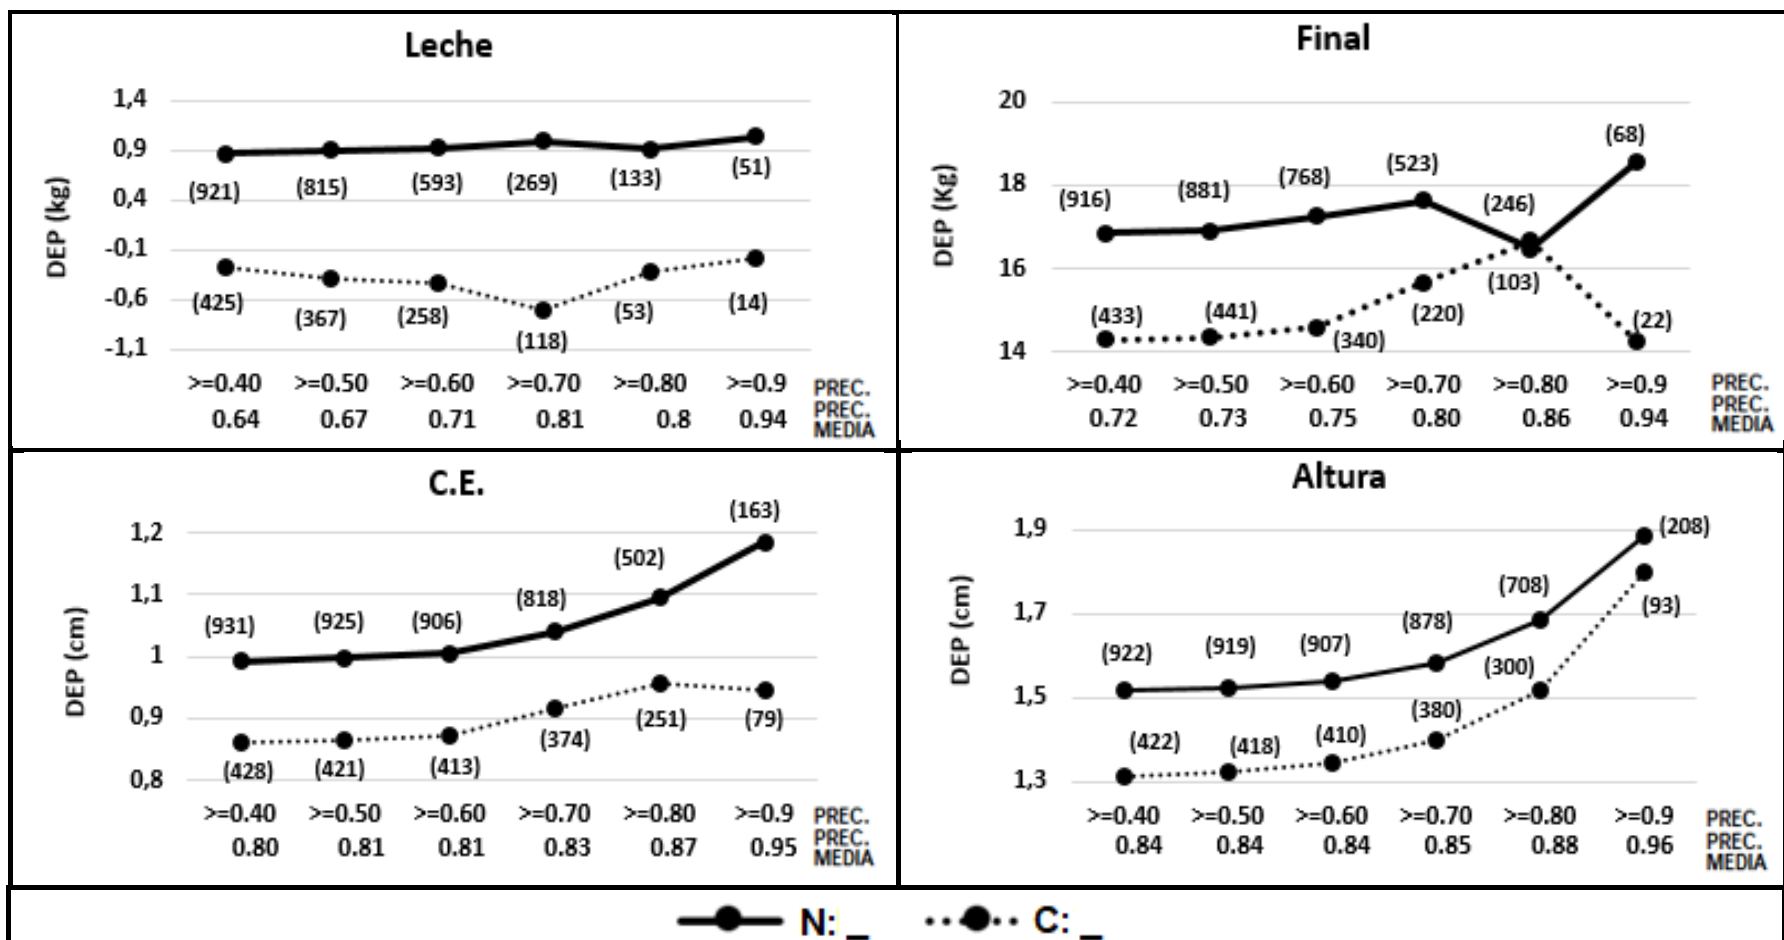 Leche
1,4
0,9
0,4
-0,1
-0,6
-1,1
DEP (kg)
(921) (815) (593) (269) (133) (51)
(425) (367) (258) (118) (53) (14)
>=0.40 >=0.50 >=0.60 >=0.70 >=0.80 >=0.9 PREC.
0.64 0.67 0.71 0.81 0.8 0.94 PREC. MEDIA
Final
20
18
16
14
DEP (Kg)
(916) (881) (768) (523) (246) (68)
(433) (441) (340) (220) (103) (22)
>=0.40 >=0.50 >=0.60 >=0.70 >=0.80 >=0.9 PREC.
0.72 0.73 0.75 0.80 0.86 0.94 PREC. MEDIA
C.E.
1,2
1,1
1
0,9
0,8
DEP (cm)
(931) (925) (906) (818) (502) (163)
(428) (421) (413) (374) (251) (79)
>=0.40 >=0.50 >=0.60 >=0.70 >=0.80 >=0.9 PREC.
0.80 0.81 0.81 0.83 0.87 0.95 PREC. MEDIA
Altura
1,9
1,7
1,5
1,3
DEP (cm)
(922) (919) (907) (878) (708) (208)
(422) (418) (410) (380) (300) (93)
>=0.40 >=0.50 >=0.60 >=0.70 >=0.80 >=0.9 PREC.
0.84 0.84 0.84 0.85 0.88 0.96 PREC. MEDIA
N: _ C: _